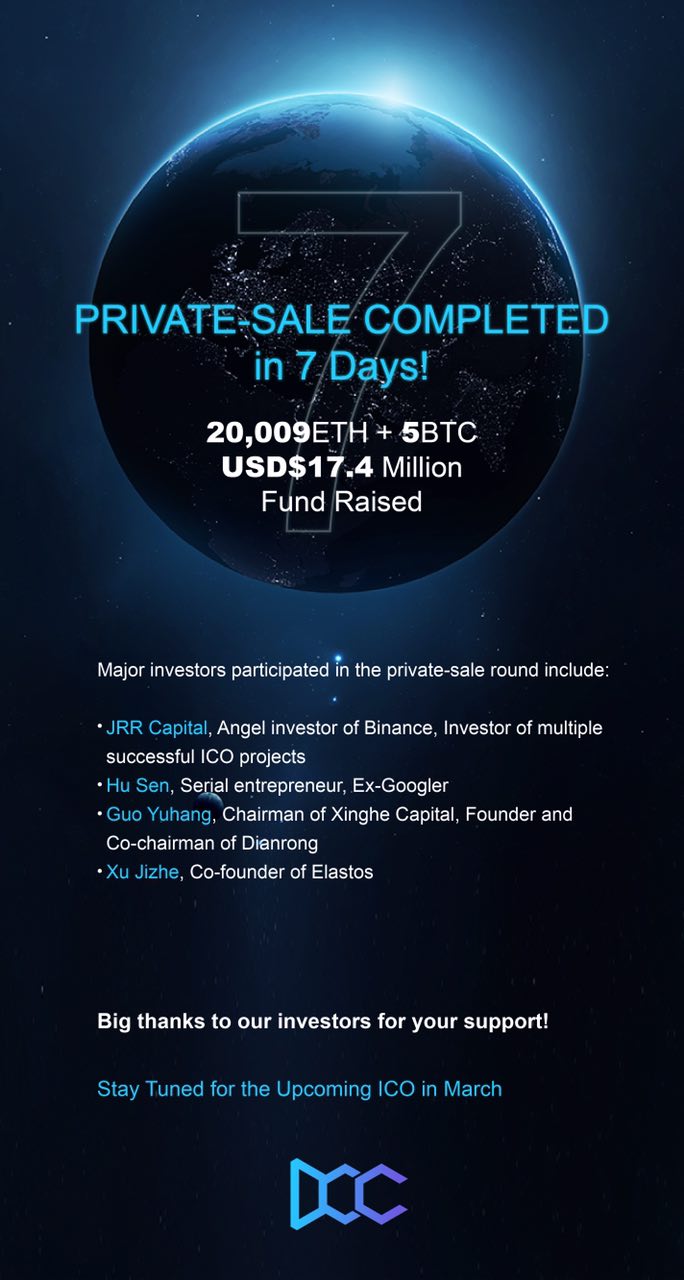 7
PRIVATE-SALE COMPLETED
in 7 Days!
20,009ETH + 5BTC
USD$17.4 Million
Fund Raised
Major investors participated in the private-sale round include:
• JRR Capital, Angel investor of Binance, Investor of multiple
successful ICO projects
• Hu Sen, Serial entrepreneur, Ex-Googler
• Guo Yuhang, Chairman of Xinghe Capital, Founder and
Co-chairman of Dianrong
• Xu Jizhe, Co-founder of Elastos
Big thanks to our investors for your support!
Stay Tuned for the Upcoming ICO in March
DCC